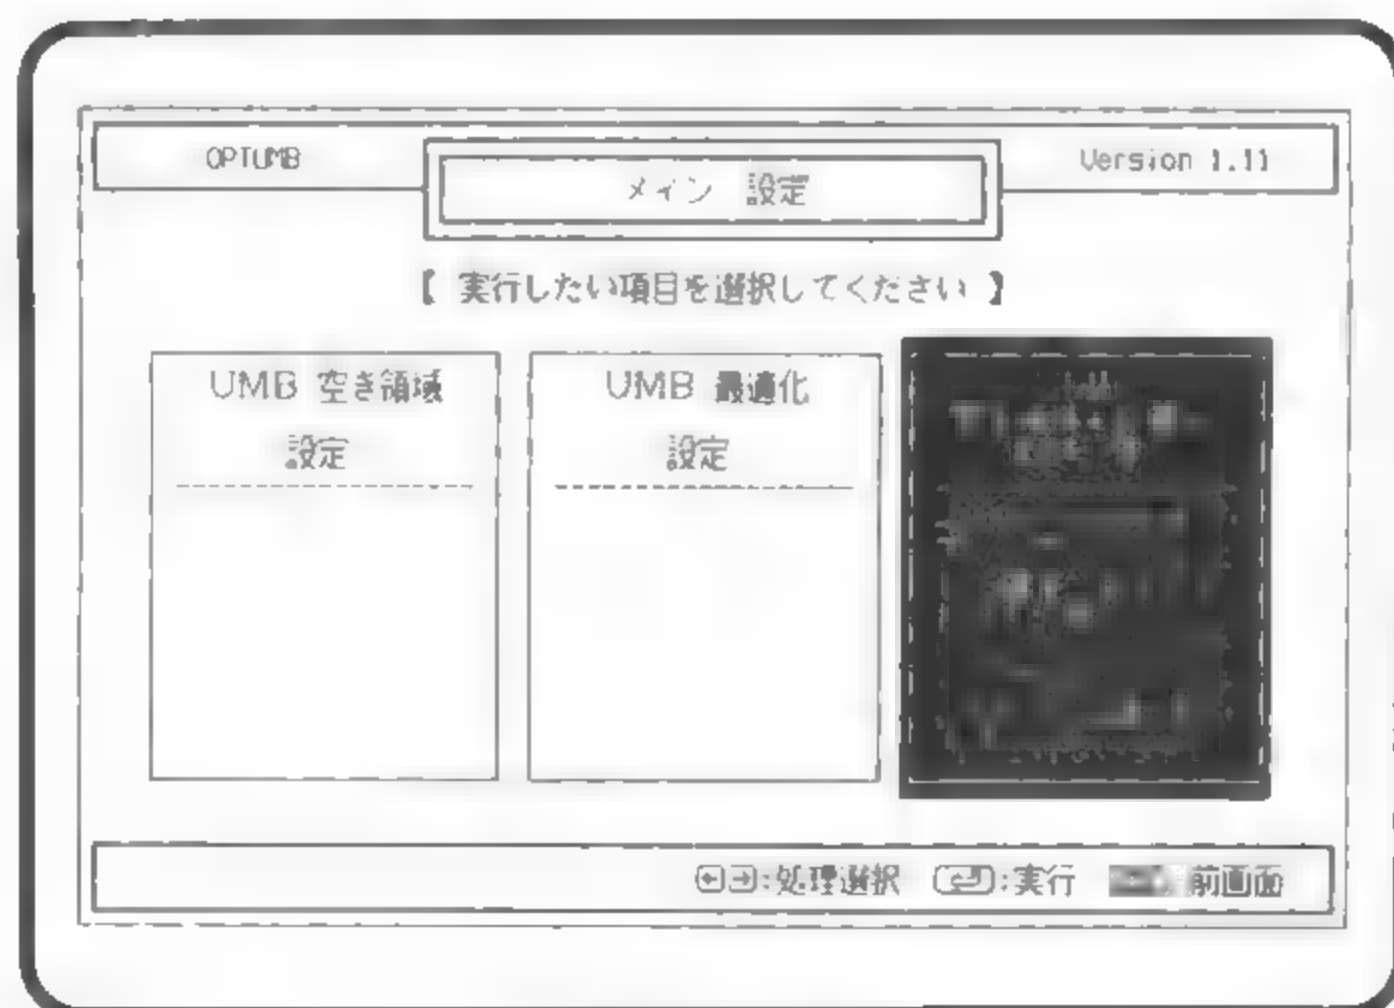 OPTUMB
メイン 設定
Version 1.11
【 実行したい項目を選択してください 】
UMB 空き領域
設定
UMB 最適化
設定
←→:処理選択 :実行 前画面